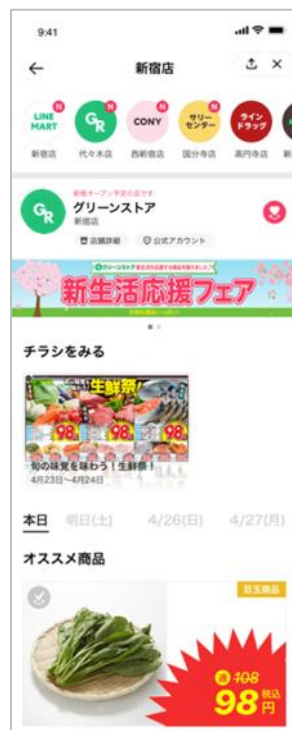 9:41
新宿店
LINE
MART
N
GR
N
CONY
N
サリー
センター
N
ライン
ドラッグ
N
新宿店
代々木店
西新宿店
国分寺店
高円寺店
新
GR
新規オープン予定の店です
グリーンストア
新宿店
店舗詳細
公式アカウント
新生活応援フェア
チラシをみる
生鮮祭!
98
98
98
旬の味覚を味わう!生鮮祭!
4月23日~4月24日
本日
明日(土)
4/26(日)
4/27(月)
オススメ商品
目玉商品
通 108
98 税込 円